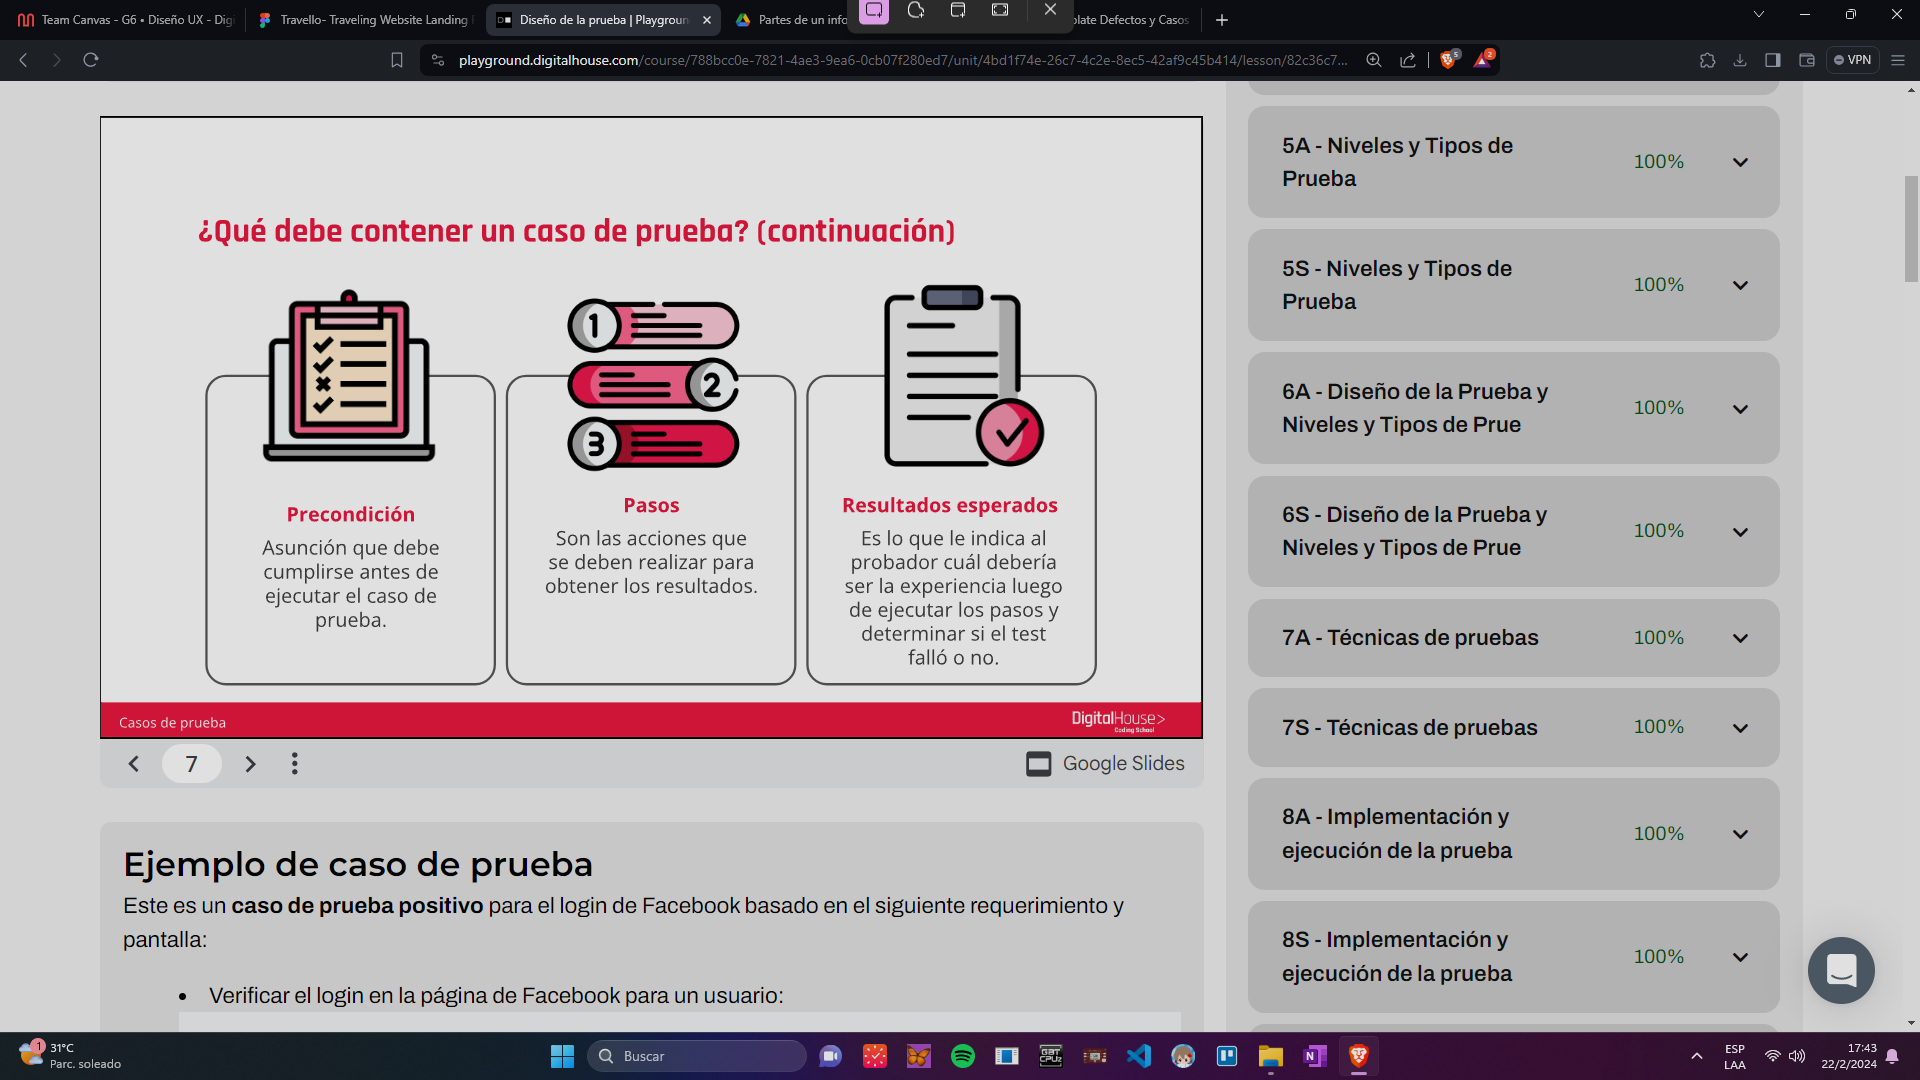 Team Canvas - G6 • Diseño UX - Digi
Travello- Traveling Website Landing
Diseño de la prueba | Playgroun
Partes de un info
plate Defectos y Casos
playground.digitalhouse.com/course/788bcc0e-7821-4ae3-9ea6-0cb07f280ed7/unit/4bd1f74e-26c7-4c2e-8ec5-42af9c45b414/lesson/82c36c7...
5
2
VPN
¿Qué debe contener un caso de prueba? (continuación)
1
2
3
Precondición
Asunción que debe
cumplirse antes de
ejecutar el caso de
prueba.
Pasos
Son las acciones que
se deben realizar para
obtener los resultados.
Resultados esperados
Es lo que le indica al
probador cuál debería
ser la experiencia luego
de ejecutar los pasos y
determinar si el test
falló o no.
Casos de prueba
DigitalHouse>
Coding School
7
Google Slides
Ejemplo de caso de prueba
Este es un caso de prueba positivo para el login de Facebook basado en el siguiente requerimiento y
pantalla:
• Verificar el login en la página de Facebook para un usuario:
5A - Niveles y Tipos de
Prueba
100%
5S - Niveles y Tipos de
Prueba
100%
6A - Diseño de la Prueba y
Niveles y Tipos de Prue
100%
6S - Diseño de la Prueba y
Niveles y Tipos de Prue
100%
7A - Técnicas de pruebas
100%
7S - Técnicas de pruebas
100%
8A - Implementación y
ejecución de la prueba
100%
8S - Implementación y
ejecución de la prueba
100%
1
31°C
Parc. soleado
Buscar
ESP
LAA
17:43
22/2/2024